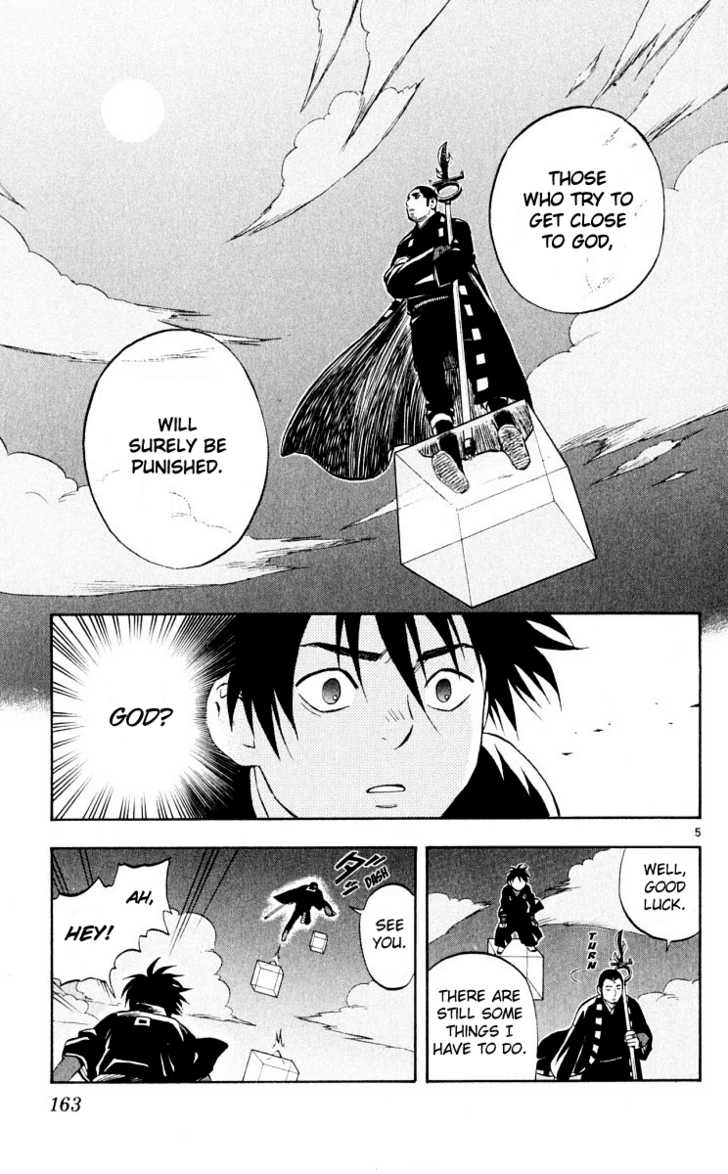 THOSE
WHO TRY TO
GET CLOSE
TO GOD,
WILL
SURELY BE
PUNISHED.
GOD?
5
WELL,
GOOD
LUCK.
TURN
THERE ARE
STILL SOME
THINGS I
HAVE TO DO.
SEE
YOU.
DASH
AH,
HEY!
163